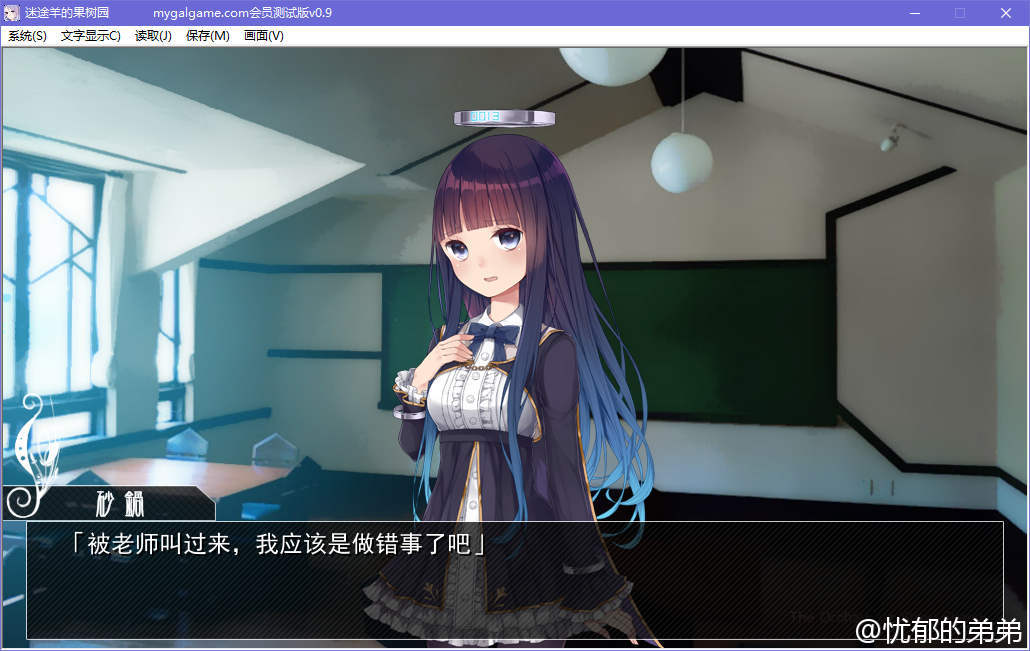 迷途羊的果树园 mygalgame.com会员测试版v0.9
系统(S) 文字显示C) 读取(J) 保存(M) 画面(V)
0013
砂鍋
「被老师叫过来，我应该是做错事了吧」
@忧郁的弟弟